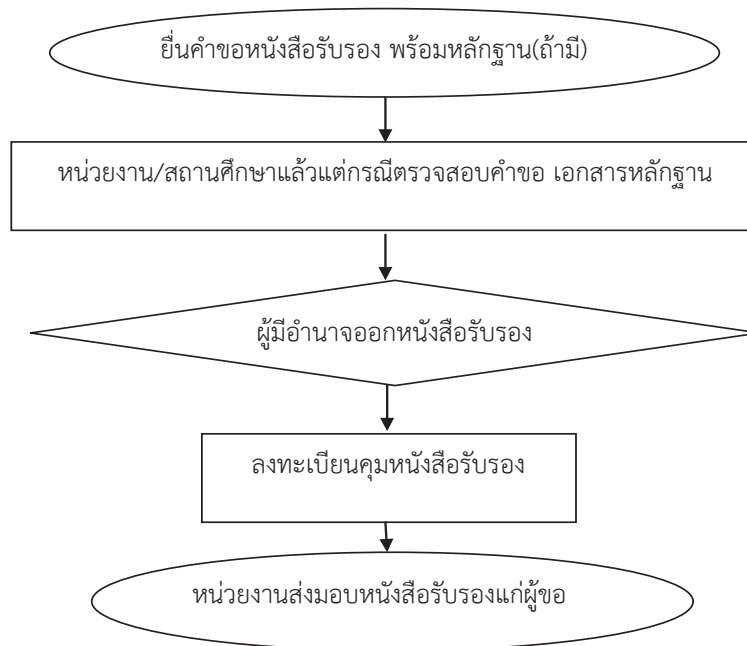 ยื่นคำขอหนังสือรับรอง พร้อมหลักฐาน(ถ้ามี)
หน่วยงาน/สถานศึกษาแล้วแต่กรณีตรวจสอบคำขอ เอกสารหลักฐาน
ผู้มีอำนาจออกหนังสือรับรอง
ลงทะเบียนคุมหนังสือรับรอง
หน่วยงานส่งมอบหนังสือรับรองแก่ผู้ขอ